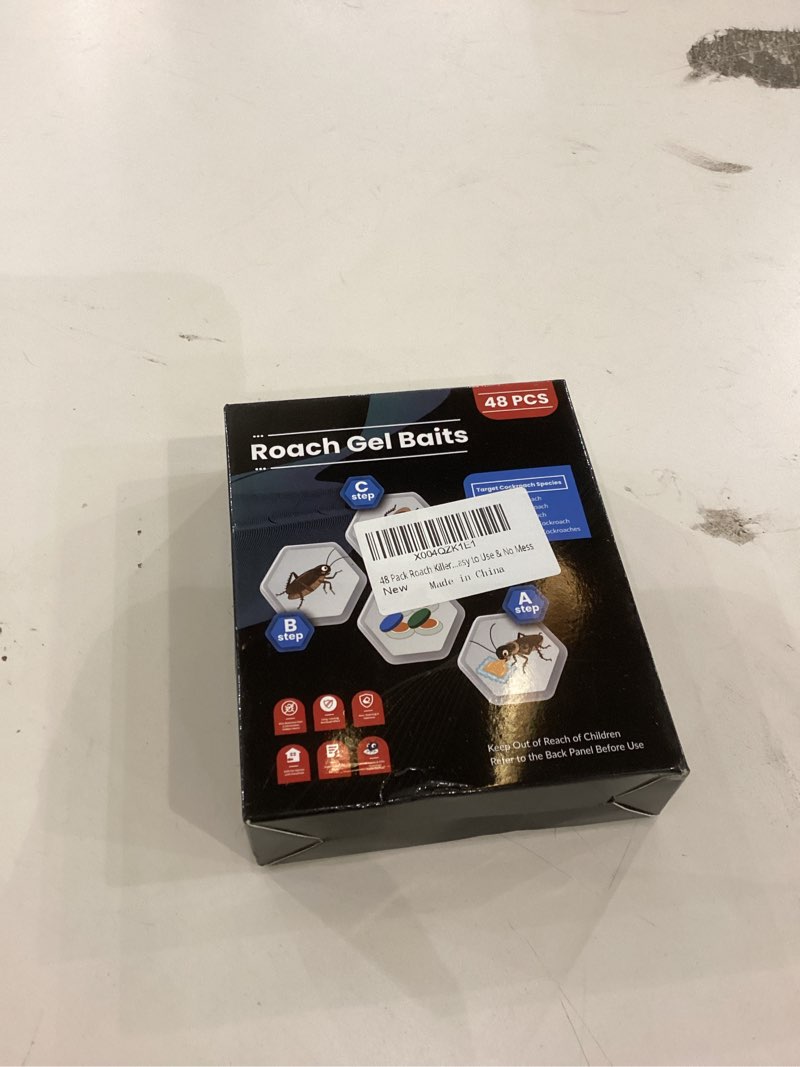 48 PCS
Roach Gel Baits
C
step
Target Cockroach Species
ockroach
ockroaches
X004QZK1E1
48 Pack Roach Killer...asy to Use & No Mess
New
Made in China
B
step
A
step
Keep Out of Reach of Children
Refer to the Back Panel Before Use